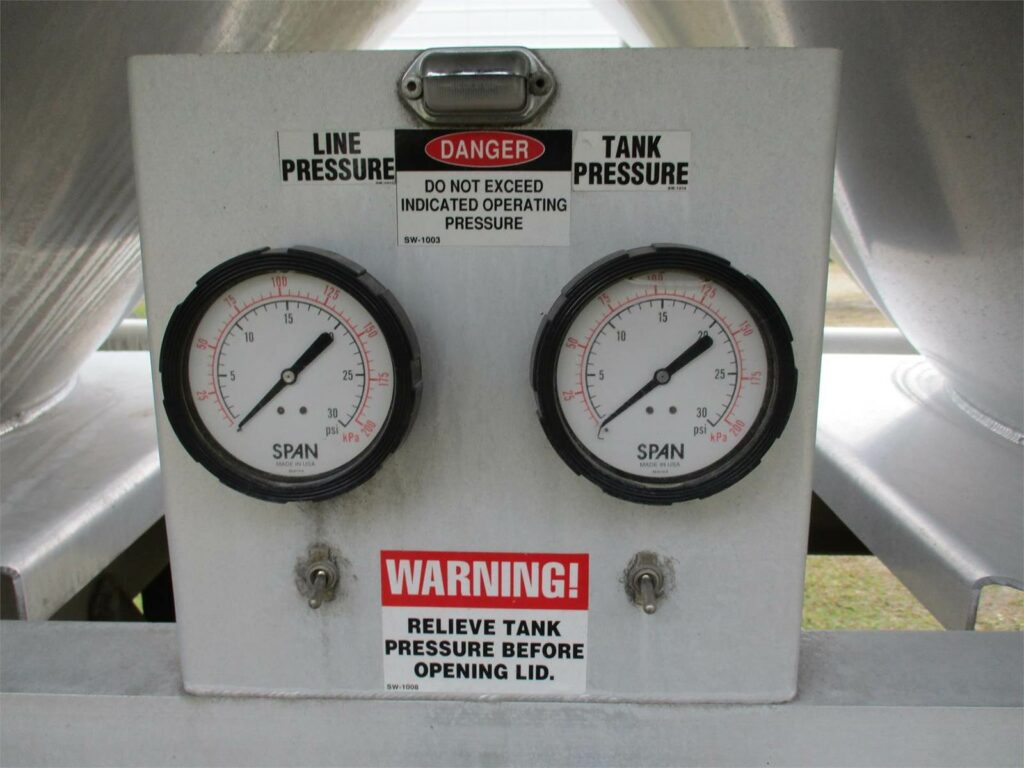 LINE
PRESSURE
DANGER
DO NOT EXCEED
INDICATED OPERATING
PRESSURE
SW-1003
TANK
PRESSURE
25
50
75
100
125
150
175
200
5
10
15
25
30
psi
kPa
SPAN
MADE IN USA
25
50
75
100
125
150
175
200
5
10
15
20
25
30
psi
kPa
SPAN
MADE IN USA
WARNING!
RELIEVE TANK
PRESSURE BEFORE
OPENING LID.
SW-1008